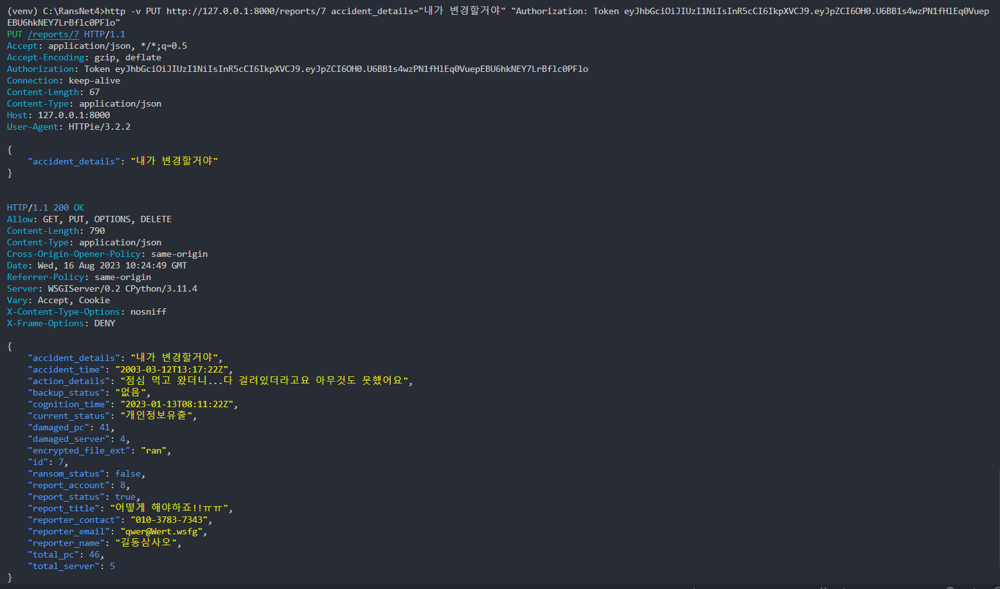 (venv) C:\RansNet4>http -v PUT http://127.0.0.1:8000/reports/7 accident_details="내가 변경할거야" "Authorization: Token eyJhbGciOiJIUzI1NiIsInR5cCI6IkpXVCJ9.eyJpZCI6OH0.U6BB1s4wzPN1fHlEq0Vuep
EBU6hkNEY7LrBflc0PFlo"
PUT /reports/7 HTTP/1.1
Accept: application/json, */*;q=0.5
Accept-Encoding: gzip, deflate
Authorization: Token eyJhbGciOiJIUzI1NiIsInR5cCI6IkpXVCJ9.eyJpZCI6OH0.U6BB1s4wzPN1fHlEq0VuepEBU6hkNEY7LrBflc0PFlo
Connection: keep-alive
Content-Length: 67
Content-Type: application/json
Host: 127.0.0.1:8000
User-Agent: HTTPie/3.2.2
{
"accident_details": "내가 변경할거야"
}
HTTP/1.1 200 OK
Allow: GET, PUT, OPTIONS, DELETE
Content-Length: 790
Content-Type: application/json
Cross-Origin-Opener-Policy: same-origin
Date: Wed, 16 Aug 2023 10:24:49 GMT
Referrer-Policy: same-origin
Server: WSGIServer/0.2 CPython/3.11.4
Vary: Accept, Cookie
X-Content-Type-Options: nosniff
X-Frame-Options: DENY
{
"accident_details": "내가 변경할거야",
"accident_time": "2003-03-12T13:17:22Z",
"action_details": "점심 먹고 왔더니...다 걸려있더라고요 아무것도 못했어요",
"backup_status": "없음",
"cognition_time": "2023-01-13T08:11:22Z",
"current_status": "개인정보유출",
"damaged_pc": 41,
"damaged_server": 4,
"encrypted_file_ext": "ran",
"id": 7,
"ransom_status": false,
"report_account": 8,
"report_status": true,
"report_title": "어떻게 해야하죠!!ㅠㅠ",
"reporter_contact": "010-3783-7343",
"reporter_email": "qwer@Wert.wsfg",
"reporter_name": "길동삼사오",
"total_pc": 46,
"total_server": 5
}